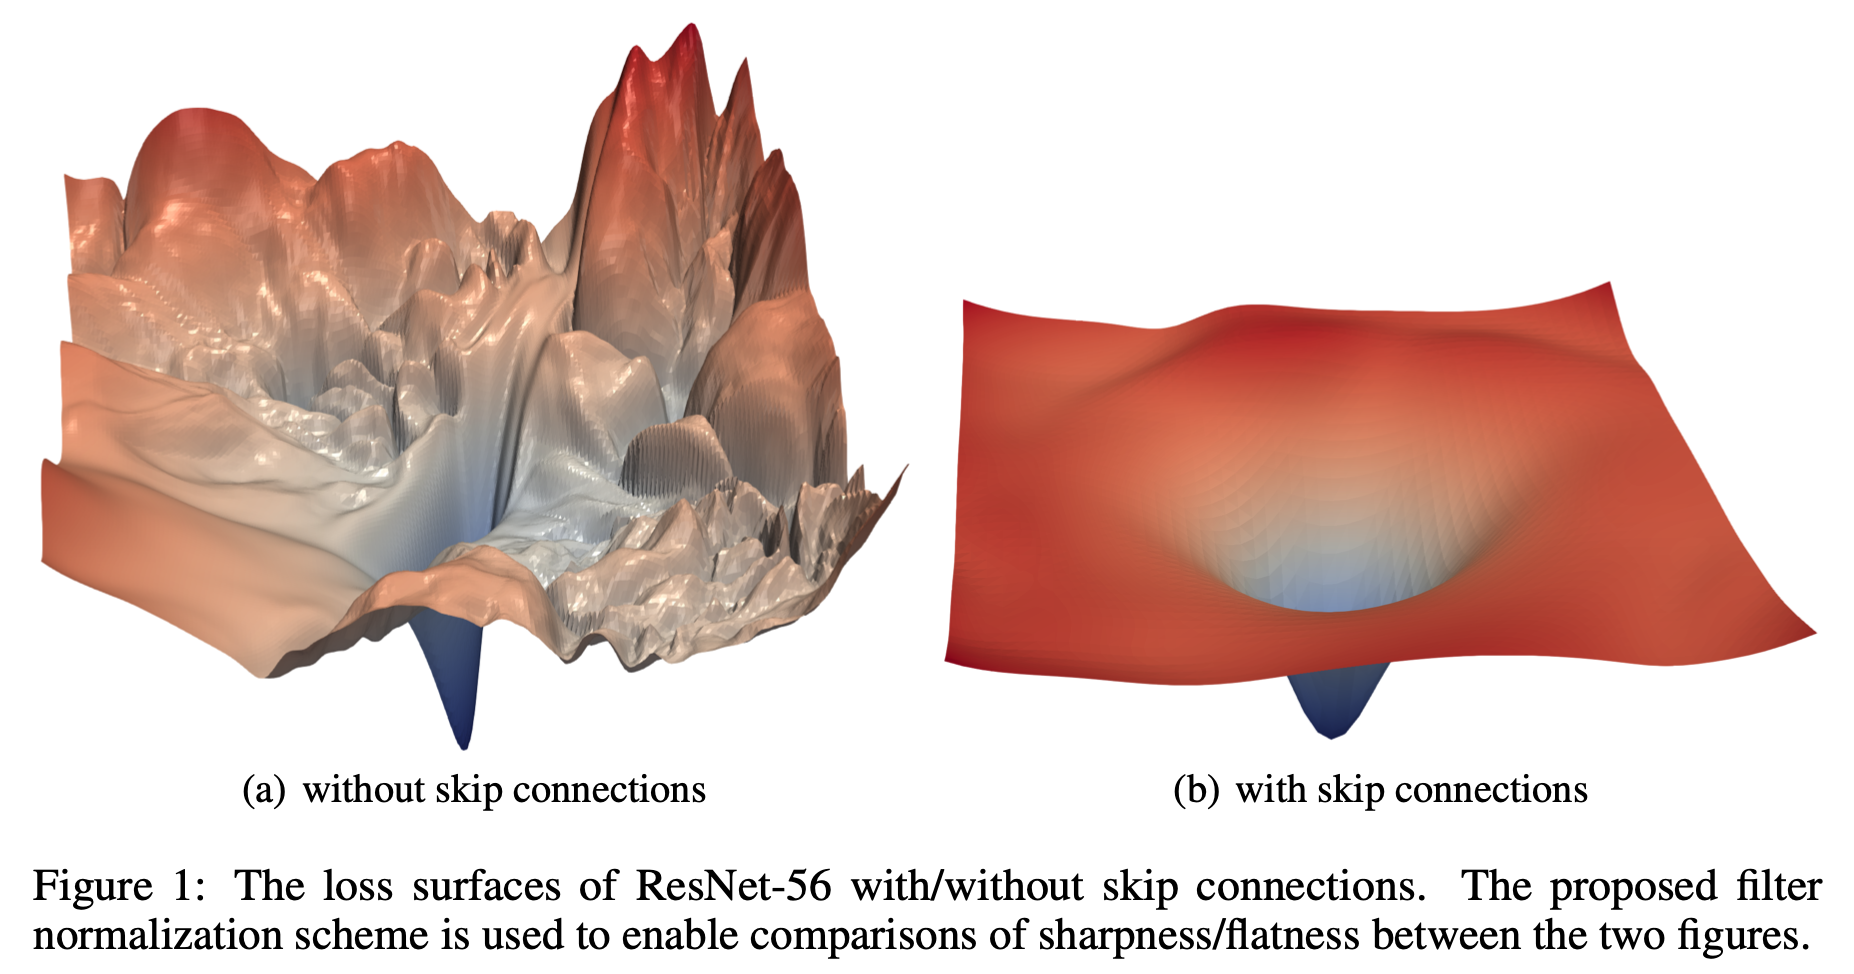 (a) without skip connections
(b) with skip connections
Figure 1: The loss surfaces of ResNet-56 with/without skip connections. The proposed filter
normalization scheme is used to enable comparisons of sharpness/flatness between the two figures.